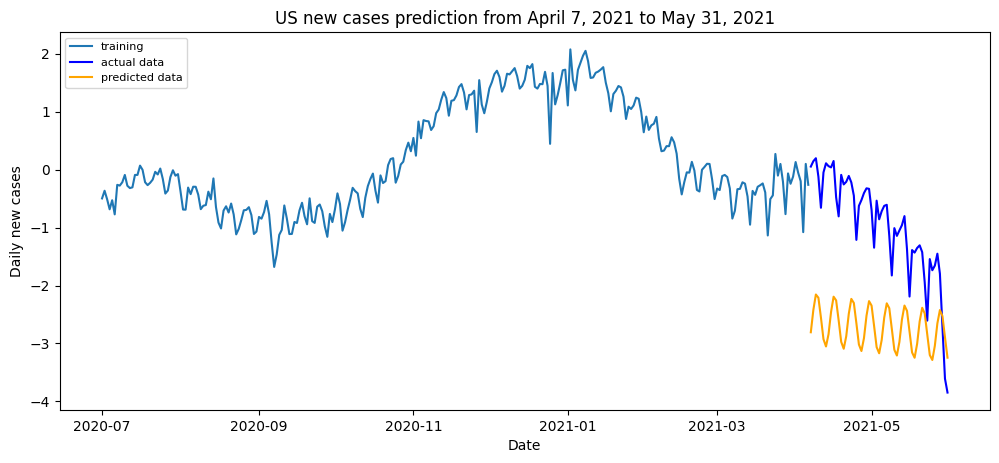 US new cases prediction from April 7, 2021 to May 31, 2021
training
actual data
predicted data
Daily new cases
2
1
0
−1
−2
−3
−4
2020-07
2020-09
2020-11
2021-01
2021-03
2021-05
Date